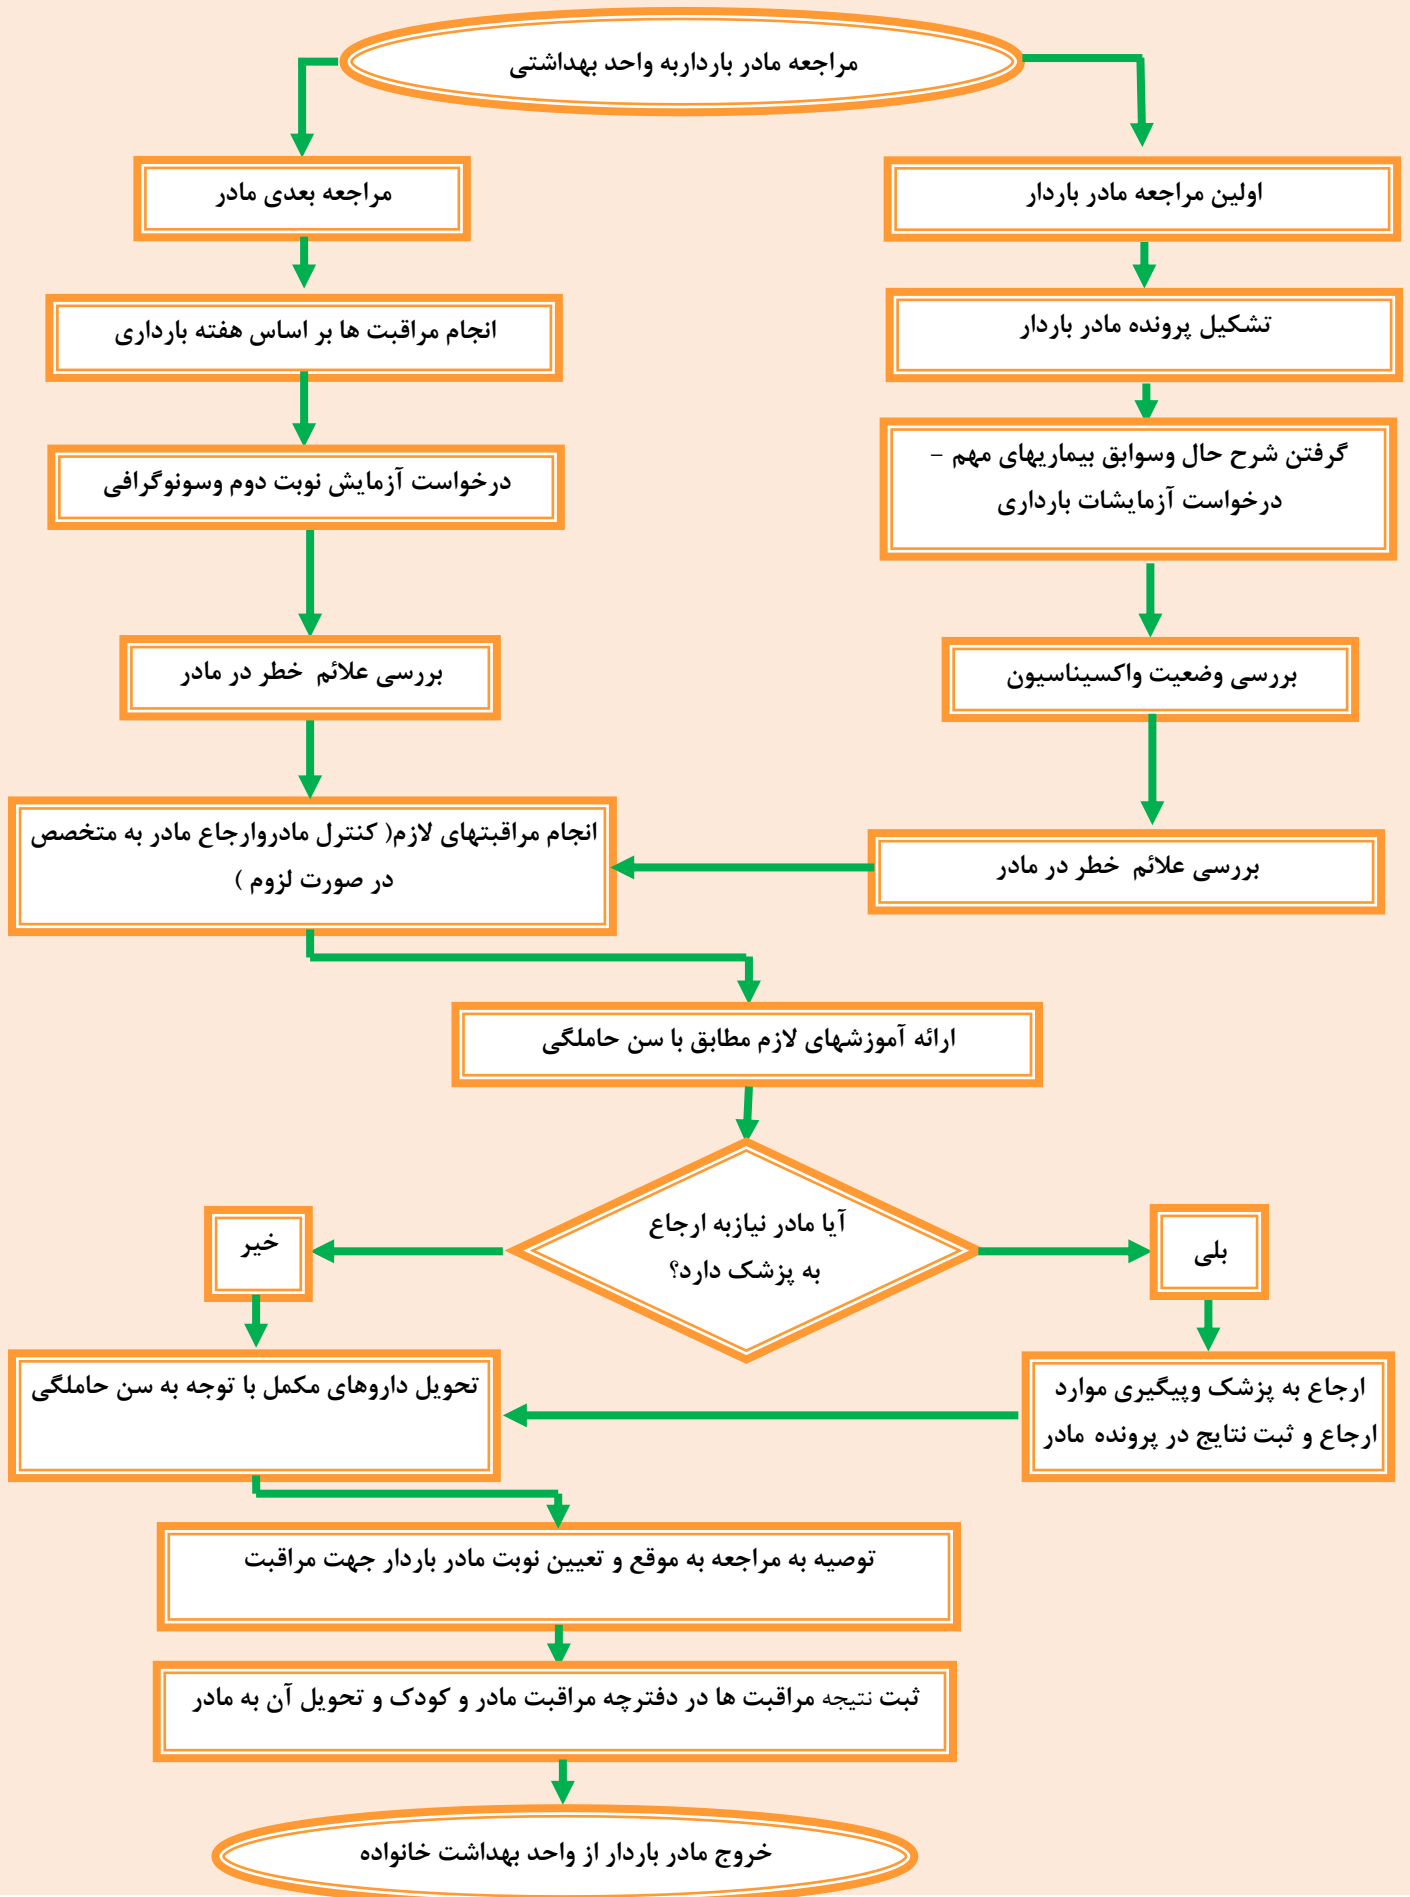 مراجعه مادر بارداربه واحد بهداشتی
اولین مراجعه مادر باردار
مراجعه بعدی مادر
تشکیل پرونده مادر باردار
انجام مراقبت ها بر اساس هفته بارداری
گرفتن شرح حال وسوابق بیماریهای مهم –
درخواست آزمایشات بارداری
درخواست آزمایش نوبت دوم وسونوگرافی
بررسی وضعیت واکسیناسیون
بررسی علائم خطر در مادر
بررسی علائم خطر در مادر
انجام مراقبتهای لازم( کنترل مادروارجاع مادر به متخصص
در صورت لزوم )
ارائه آموزشهای لازم مطابق با سن حاملگی
آیا مادر نیازبه ارجاع
به پزشک دارد؟
بلی
خیر
ارجاع به پزشک وپیگیری موارد
ارجاع و ثبت نتایج در پرونده مادر
تحویل داروهای مکمل با توجه به سن حاملگی
توصیه به مراجعه به موقع و تعیین نوبت مادر باردار جهت مراقبت
ثبت نتیجه مراقبت ها در دفترچه مراقبت مادر و کودک و تحویل آن به مادر
خروج مادر باردار از واحد بهداشت خانواده